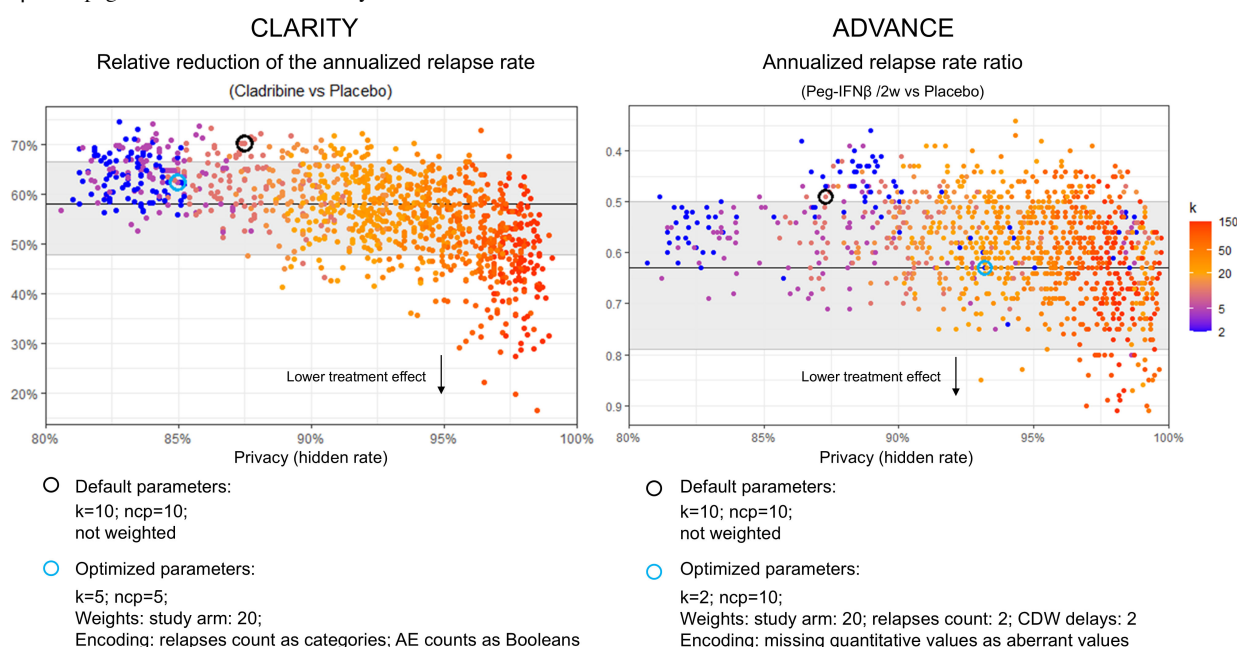 CLARITY
Relative reduction of the annualized relapse rate
(Cladribine vs Placebo)
70%
60%
50%
40%
30%
20%
Lower treatment effect
80%
85%
90%
95%
100%
Privacy (hidden rate)
Default parameters:
k=10; ncp=10;
not weighted
Optimized parameters:
k=5; ncp=5;
Weights: study arm: 20;
Encoding: relapses count as categories; AE counts as Booleans
ADVANCE
Annualized relapse rate ratio
(Peg-IFNβ /2w vs Placebo)
0.4
0.5
0.6
0.7
0.8
0.9
Lower treatment effect
80%
85%
90%
95%
100%
Privacy (hidden rate)
k
150
50
20
5
2
Default parameters:
k=10; ncp=10;
not weighted
Optimized parameters:
k=2; ncp=10;
Weights: study arm: 20; relapses count: 2; CDW delays: 2
Encoding: missing quantitative values as aberrant values